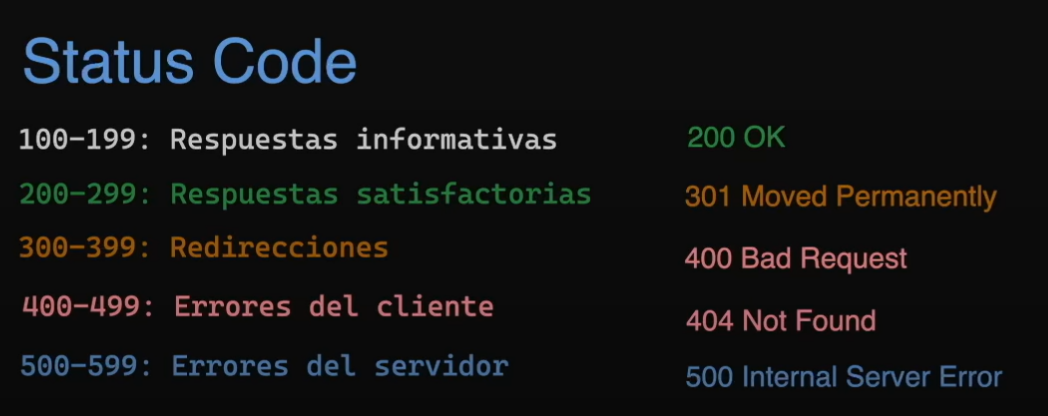 Status Code
100-199: Respuestas informativas
200-299: Respuestas satisfactorias
300-399: Redirecciones
400-499: Errores del cliente
500-599: Errores del servidor
200 OK
301 Moved Permanently
400 Bad Request
404 Not Found
500 Internal Server Error